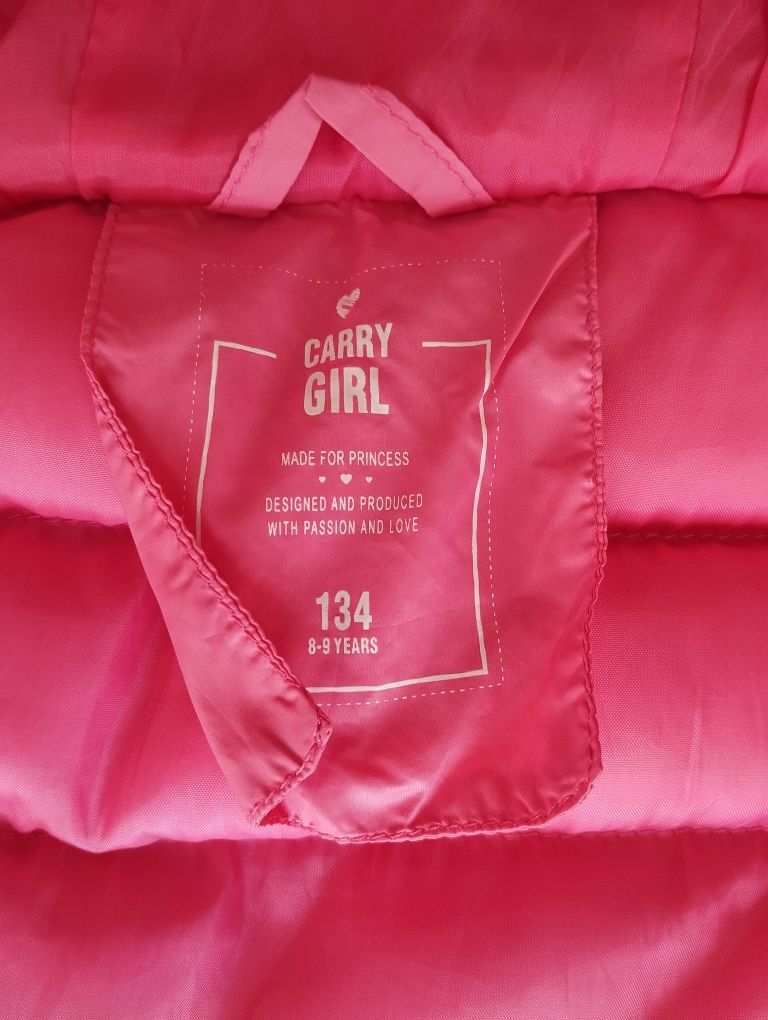 CARRY
GIRL
MADE FOR PRINCESS
DESIGNED AND PRODUCED
WITH PASSION AND LOVE
134
8-9 YEARS